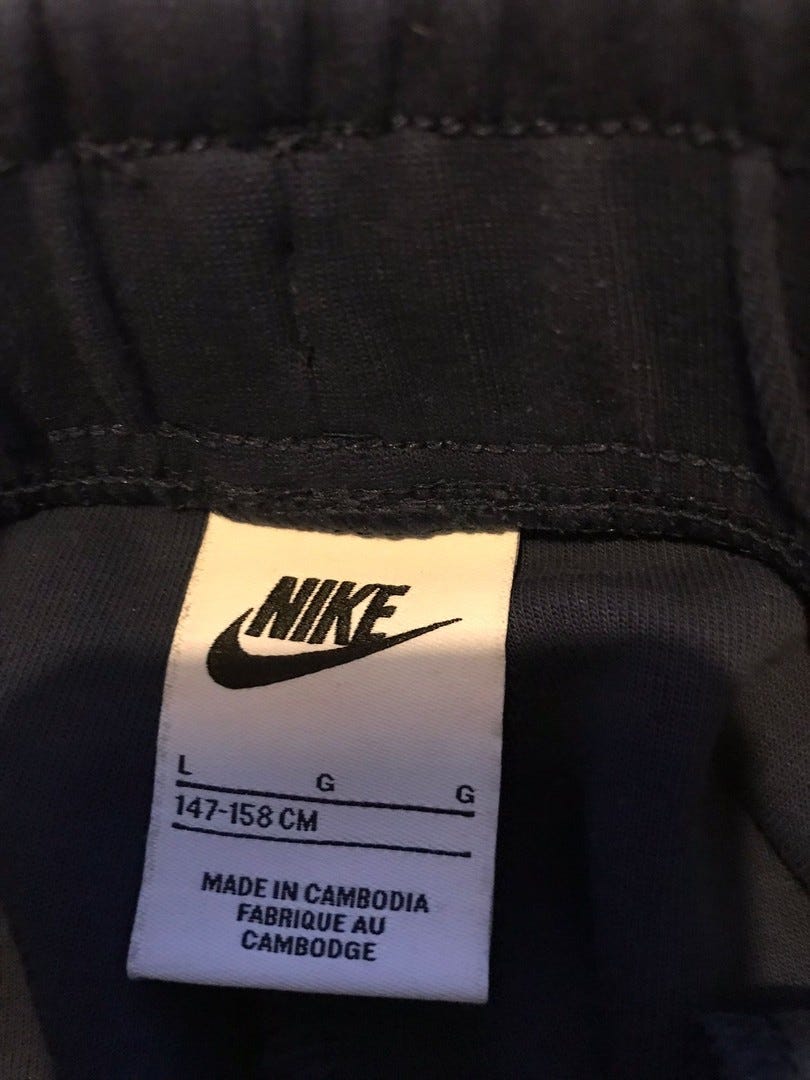 NIKE
L G G
147-158 CM
MADE IN CAMBODIA
FABRIQUE AU
CAMBODGE